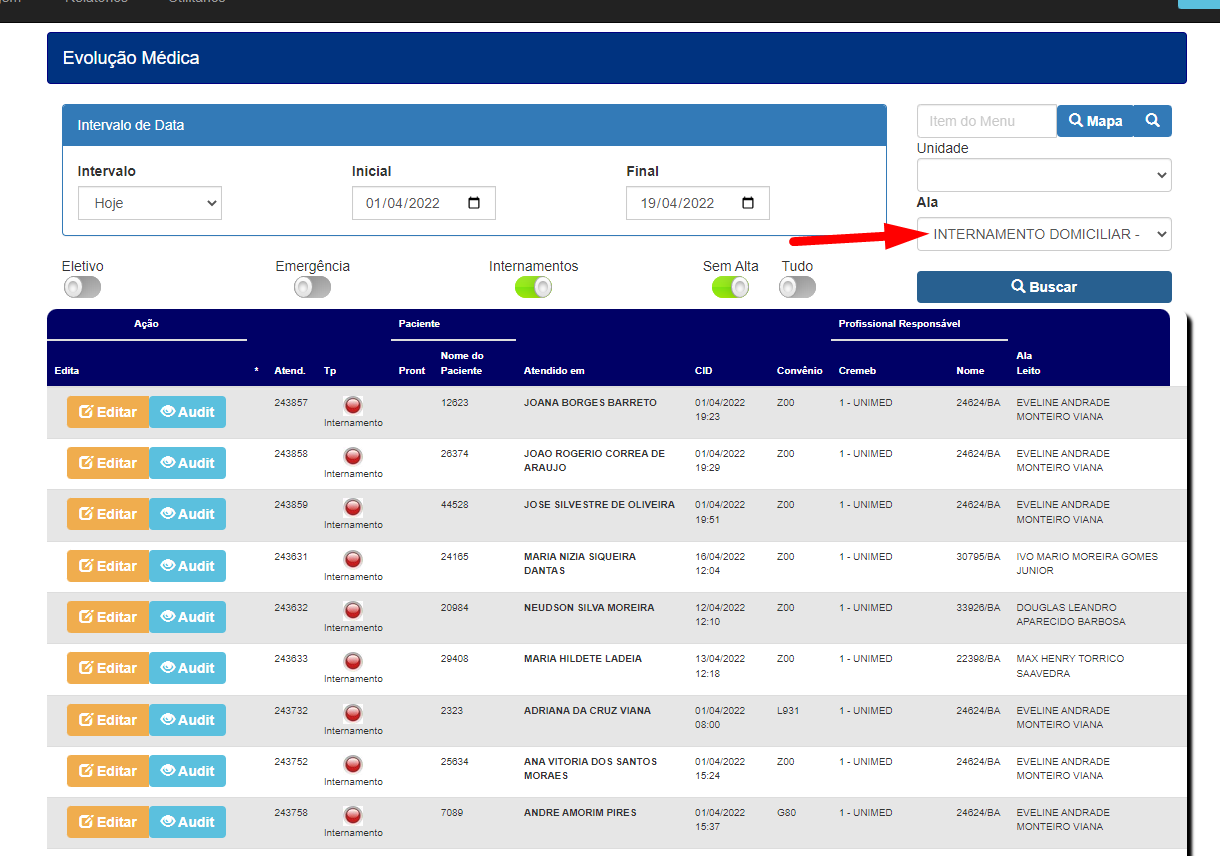 Relatórios Utilitários
Evolução Médica
Intervalo de Data
Intervalo Inicial Final
Hoje 01/04/2022 19/04/2022
Item do Menu Mapa
Unidade
Ala
INTERNAMENTO DOMICILIAR -
Eletivo Emergência Internamentos Sem Alta Tudo
Buscar
Ação Paciente Profissional Responsável
Edita * Atend. Tp Pront Nome do Paciente Atendido em CID Convênio Cremeb Nome Ala Leito
Editar Audit 243857 12623 JOANA BORGES BARRETO 01/04/2022 Z00 1 - UNIMED 24624/BA EVELINE ANDRADE
Internamento 19:23 MONTEIRO VIANA
Editar Audit 243858 26374 JOAO ROGERIO CORREA DE 01/04/2022 Z00 1 - UNIMED 24624/BA EVELINE ANDRADE
Internamento ARAUJO 19:29 MONTEIRO VIANA
Editar Audit 243859 44528 JOSE SILVESTRE DE OLIVEIRA 01/04/2022 Z00 1 - UNIMED 24624/BA EVELINE ANDRADE
Internamento 19:51 MONTEIRO VIANA
Editar Audit 243631 24165 MARIA NIZIA SIQUEIRA 16/04/2022 Z00 1 - UNIMED 30795/BA IVO MARIO MOREIRA GOMES
Internamento DANTAS 12:04 JUNIOR
Editar Audit 243632 20984 NEUDSON SILVA MOREIRA 12/04/2022 Z00 1 - UNIMED 33926/BA DOUGLAS LEANDRO
Internamento 12:10 APARECIDO BARBOSA
Editar Audit 243633 29408 MARIA HILDETE LADEIA 13/04/2022 Z00 1 - UNIMED 22398/BA MAX HENRY TORRICO
Internamento 12:18 SAAVEDRA
Editar Audit 243732 2323 ADRIANA DA CRUZ VIANA 01/04/2022 L931 1 - UNIMED 24624/BA EVELINE ANDRADE
Internamento 08:00 MONTEIRO VIANA
Editar Audit 243752 25634 ANA VITORIA DOS SANTOS 01/04/2022 Z00 1 - UNIMED 24624/BA EVELINE ANDRADE
Internamento MORAES 15:24 MONTEIRO VIANA
Editar Audit 243758 7089 ANDRE AMORIM PIRES 01/04/2022 G80 1 - UNIMED 24624/BA EVELINE ANDRADE
Internamento 15:37 MONTEIRO VIANA